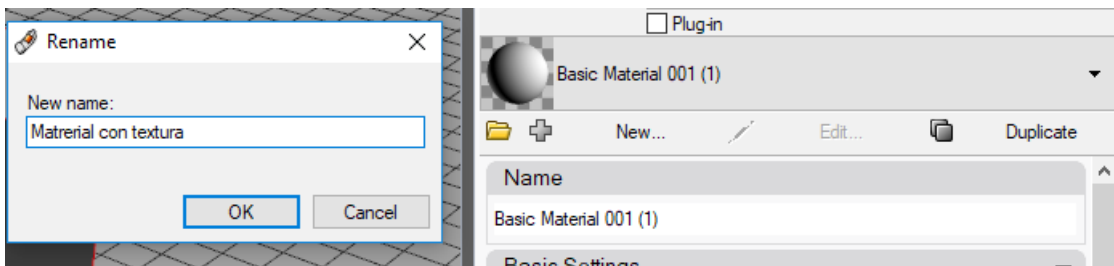 Rename
New name:
Matrerial con textura
OK Cancel
Plug-in
Basic Material 001 (1)
New... Edit... Duplicate
Name
Basic Material 001 (1)
Basic Settings